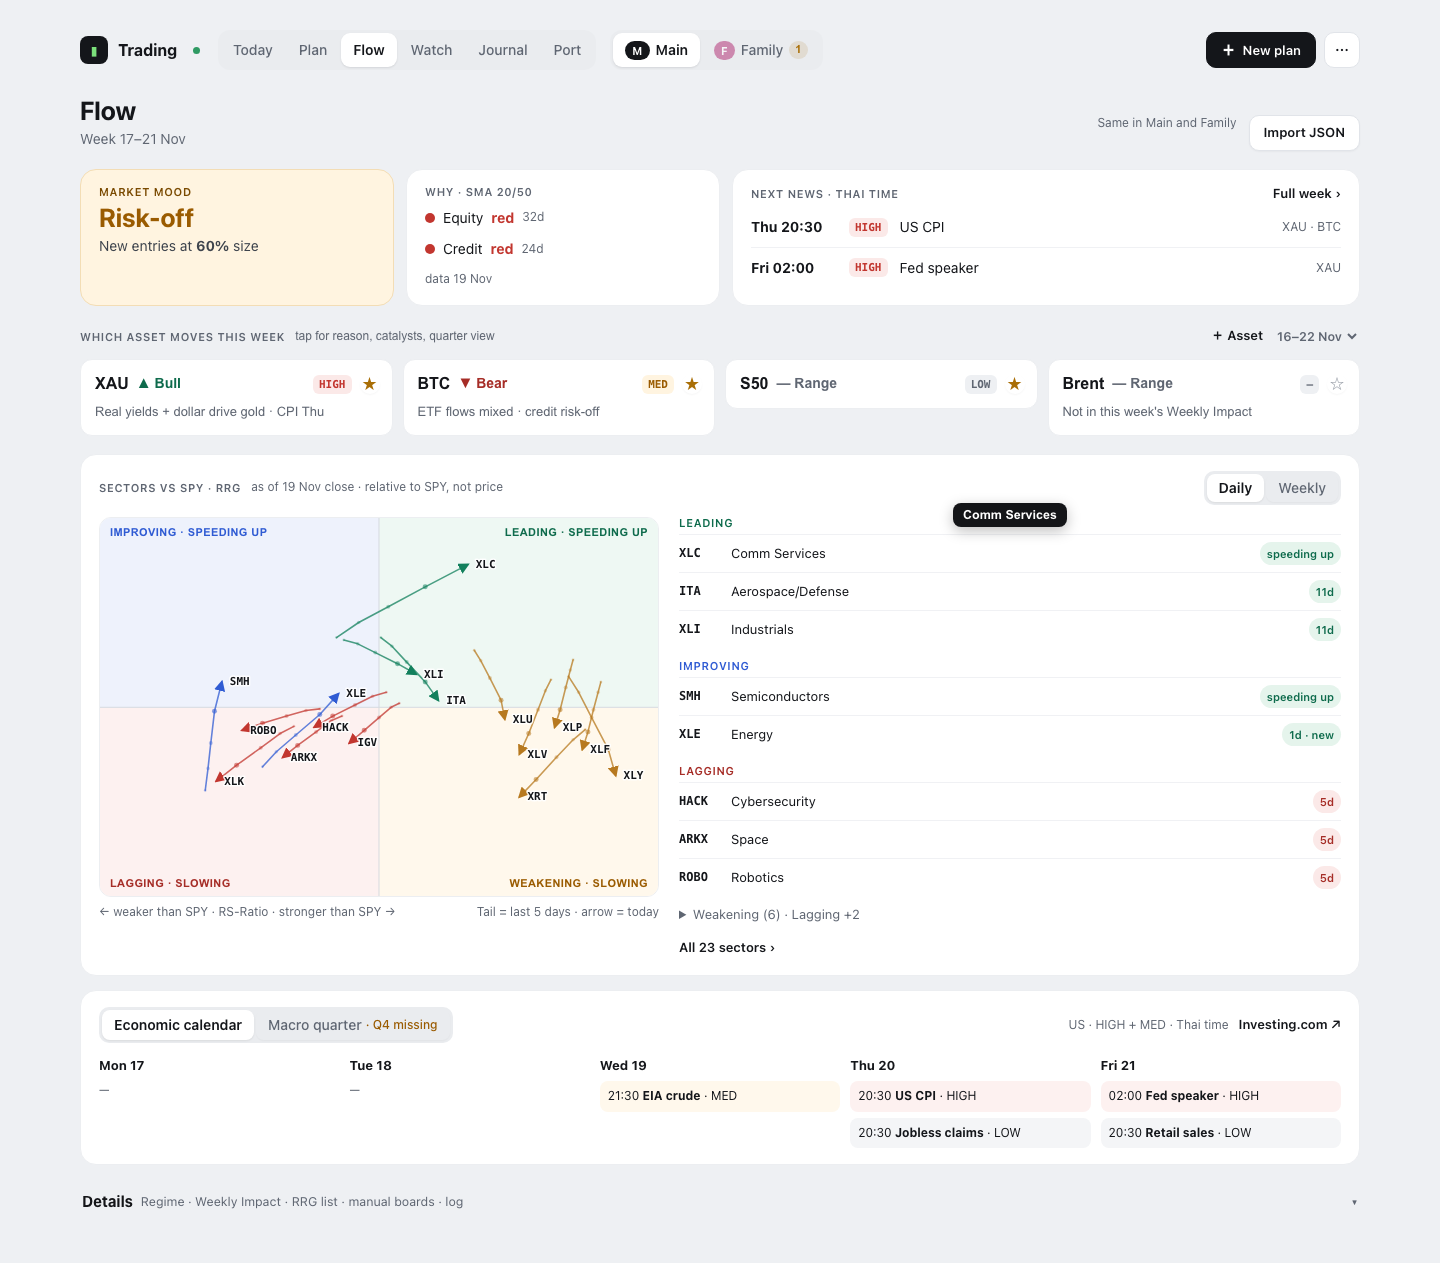 Trading
Today Plan Flow Watch Journal Port
M Main F Family 1
+ New plan ...
Flow
Week 17–21 Nov
Same in Main and Family Import JSON
MARKET MOOD
Risk-off
New entries at 60% size
WHY · SMA 20/50
Equity red 32d
Credit red 24d
data 19 Nov
NEXT NEWS · THAI TIME Full week ›
Thu 20:30 HIGH US CPI XAU · BTC
Fri 02:00 HIGH Fed speaker XAU
WHICH ASSET MOVES THIS WEEK tap for reason, catalysts, quarter view
+ Asset 16–22 Nov
XAU ▲ Bull HIGH ★
Real yields + dollar drive gold · CPI Thu
BTC ▼ Bear MED ★
ETF flows mixed · credit risk-off
S50 — Range LOW ★
Brent — Range – ☆
Not in this week's Weekly Impact
SECTORS VS SPY · RRG as of 19 Nov close · relative to SPY, not price
Daily Weekly
IMPROVING · SPEEDING UP
LEADING · SPEEDING UP
XLC
XLI
ITA
SMH
XLE
ROBO
HACK
IGV
ARKX
XLK
XLU
XLP
XLV
XLF
XLY
XRT
LAGGING · SLOWING
WEAKENING · SLOWING
← weaker than SPY · RS-Ratio · stronger than SPY →
Tail = last 5 days · arrow = today
Comm Services
LEADING
XLC Comm Services speeding up
ITA Aerospace/Defense 11d
XLI Industrials 11d
IMPROVING
SMH Semiconductors speeding up
XLE Energy 1d · new
LAGGING
HACK Cybersecurity 5d
ARKX Space 5d
ROBO Robotics 5d
▶ Weakening (6) · Lagging +2
All 23 sectors ›
Economic calendar Macro quarter · Q4 missing
US · HIGH + MED · Thai time Investing.com ↗
Mon 17
—
Tue 18
—
Wed 19
21:30 EIA crude · MED
Thu 20
20:30 US CPI · HIGH
20:30 Jobless claims · LOW
Fri 21
02:00 Fed speaker · HIGH
20:30 Retail sales · LOW
Details Regime · Weekly Impact · RRG list · manual boards · log ▾